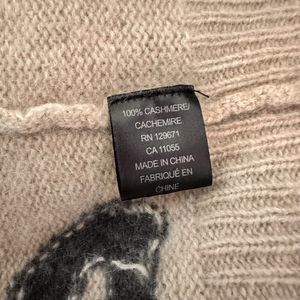 100% CASHMERE/
CACHEMIRE
RN 129671
CA 11055
MADE IN CHINA
FABRIQUÉ EN
CHINE